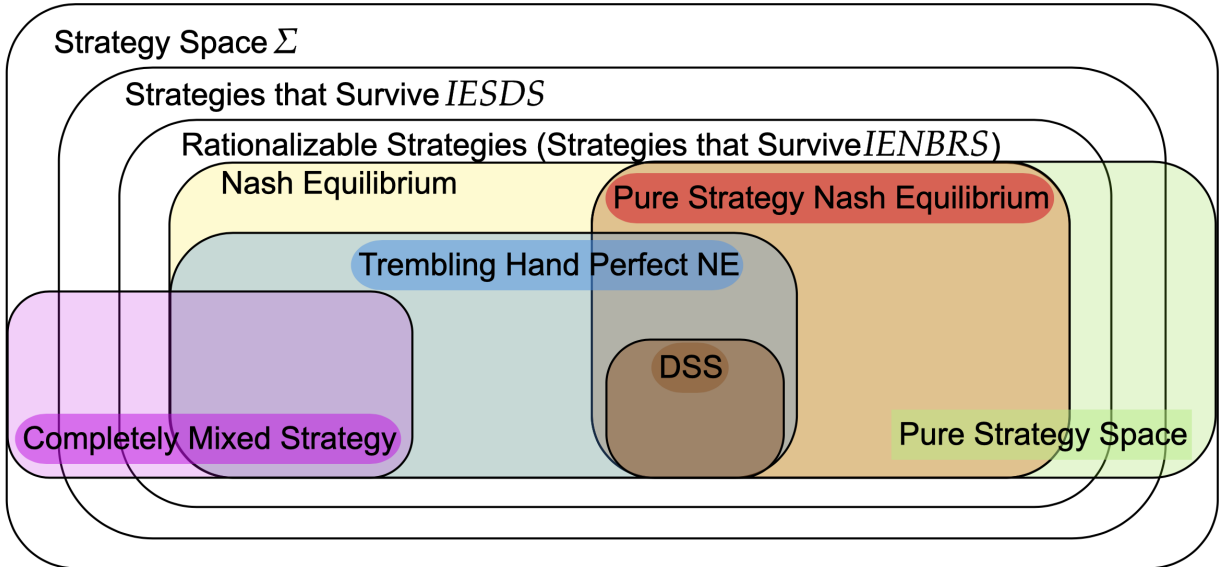 Strategy Space Σ
Strategies that Survive IESDS
Rationalizable Strategies (Strategies that Survive IENBRS)
Nash Equilibrium
Pure Strategy Nash Equilibrium
Trembling Hand Perfect NE
DSS
Completely Mixed Strategy
Pure Strategy Space